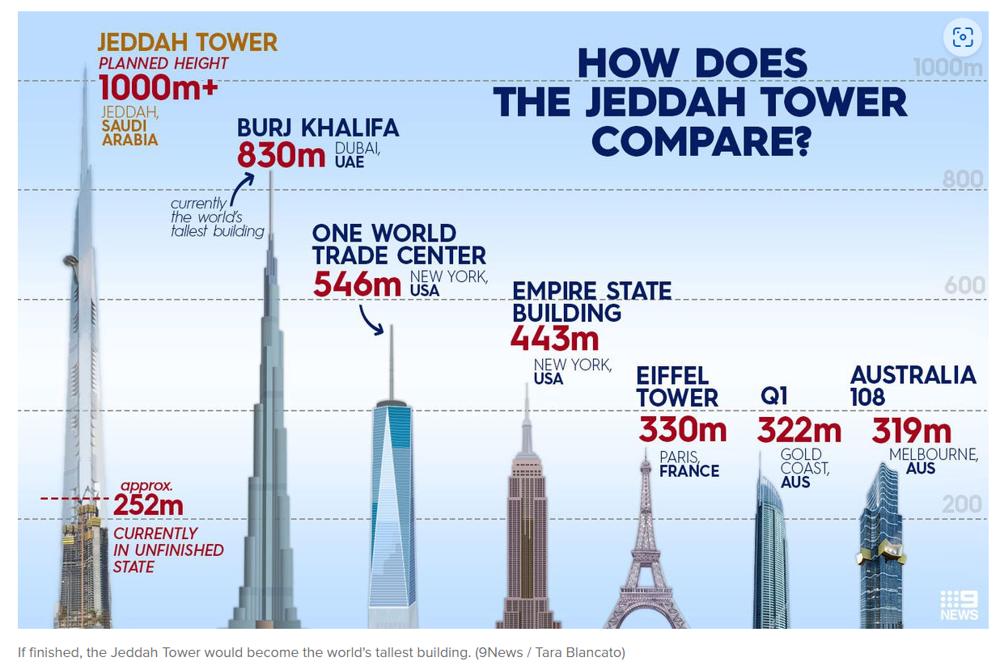 HOW DOES
THE JEDDAH TOWER
COMPARE?
JEDDAH TOWER
PLANNED HEIGHT
1000m+
JEDDAH,
SAUDI
ARABIA
approx.
252m
CURRENTLY
IN UNFINISHED
STATE
BURJ KHALIFA
830m DUBAI,
UAE
currently
the world's
tallest building
ONE WORLD
TRADE CENTER
546m NEW YORK,
USA
EMPIRE STATE
BUILDING
443m
NEW YORK,
USA
EIFFEL
TOWER
330m
PARIS,
FRANCE
Q1
322m
GOLD
COAST,
AUS
AUSTRALIA
108
319m
MELBOURNE,
AUS
1000m
800
600
200
9
NEWS
If finished, the Jeddah Tower would become the world's tallest building. (9News / Tara Blancato)